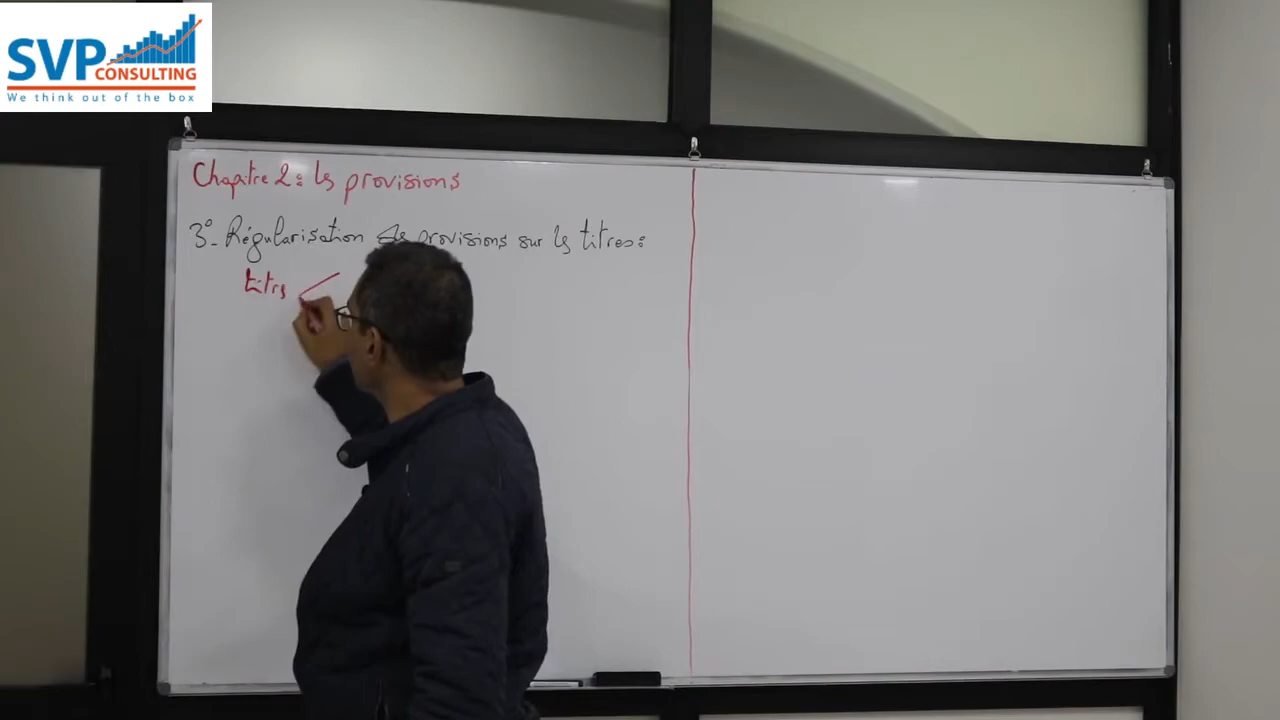 SVP
CONSULTING
We think out of the box
Chapitre 2: les provisions
3°- Régularisation des provisions sur les titres:
titres